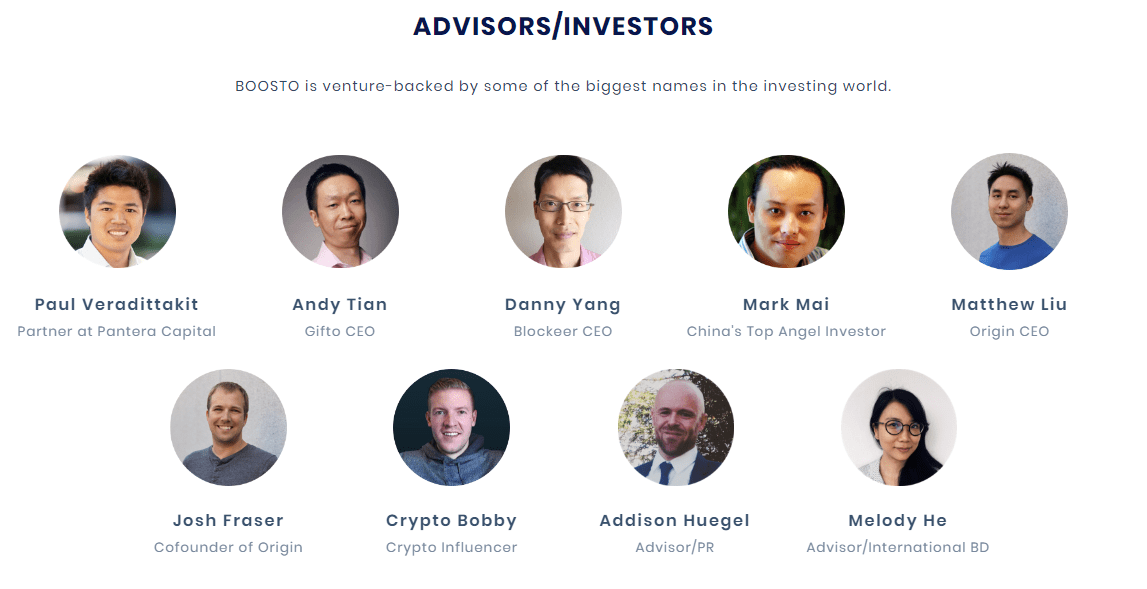 ADVISORS/INVESTORS
BOOSTO is venture-backed by some of the biggest names in the investing world.
Paul Veradittakit
Partner at Pantera Capital
Andy Tian
Gifto CEO
Danny Yang
Blockeer CEO
Mark Mai
China's Top Angel Investor
Matthew Liu
Origin CEO
Josh Fraser
Cofounder of Origin
Crypto Bobby
Crypto Influencer
Addison Huegel
Advisor/PR
Melody He
Advisor/International BD